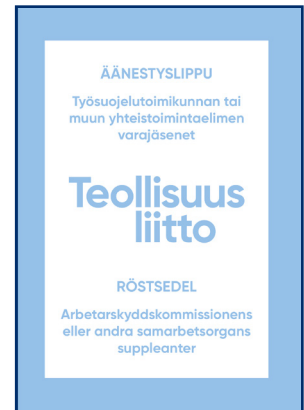 ÄÄNESTYSLIPPU
Työsuojelutoimikunnan tai
muun yhteistoimintaelimen
varajäsenet
Teollisuus
liitto
RÖSTSEDEL
Arbetarskyddskommissionens
eller andra samarbetsorgans
suppleanter